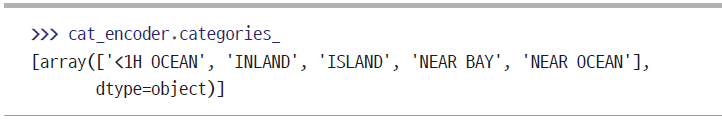 >>> cat_encoder.categories_
[array(['<1H OCEAN', 'INLAND', 'ISLAND', 'NEAR BAY', 'NEAR OCEAN'],
      dtype=object)]